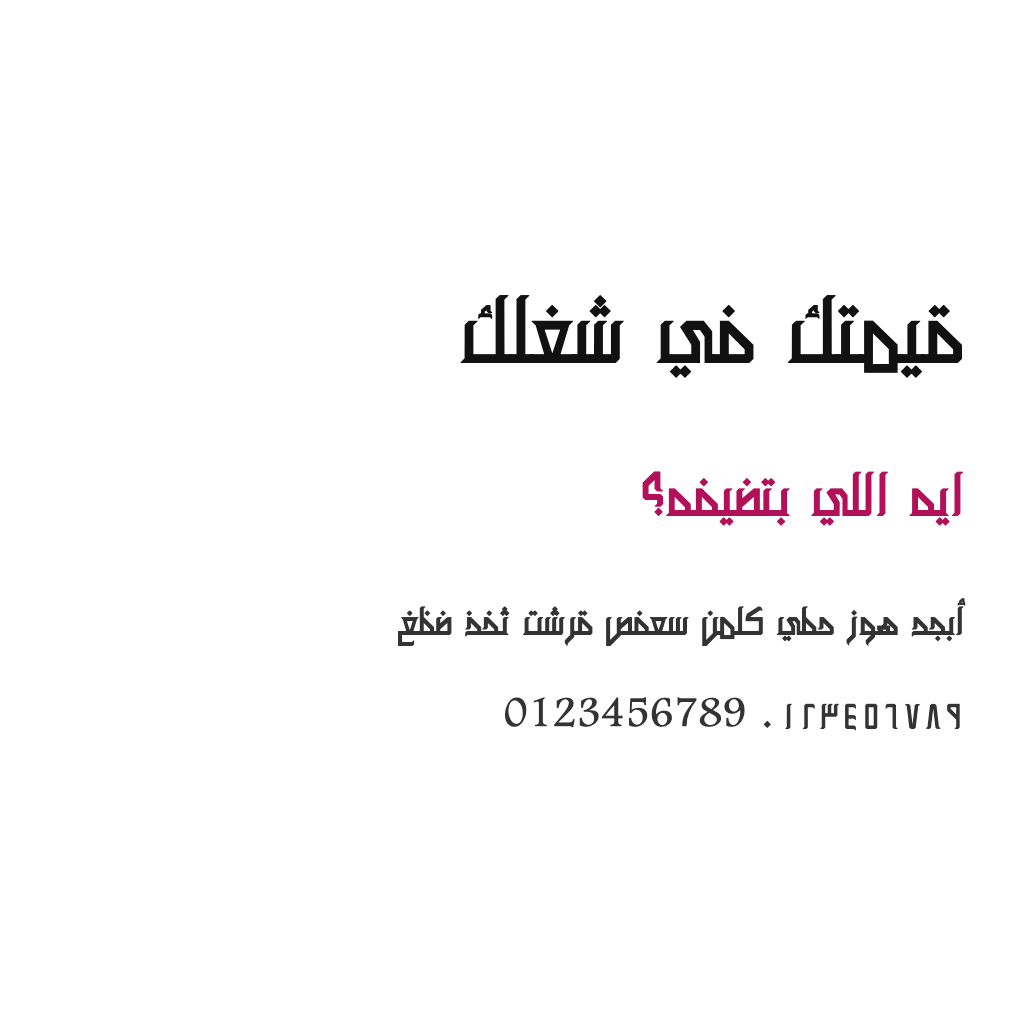 قيمتك في شغلك
ايه اللي بتضيفه؟
أبجد هوز حطي كلمن سعفص قرشت ثخذ ضظغ
0123456789 ٠١٢٣٤٥٦٧٨٩